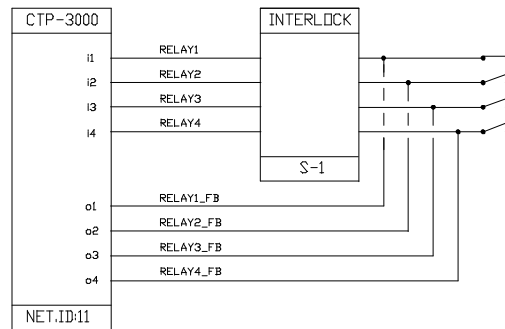 CTP-3000
INTERLOCK
i1
RELAY1
i2
RELAY2
i3
RELAY3
i4
RELAY4
S-1
o1
RELAY1_FB
o2
RELAY2_FB
o3
RELAY3_FB
o4
RELAY4_FB
NET.ID:11